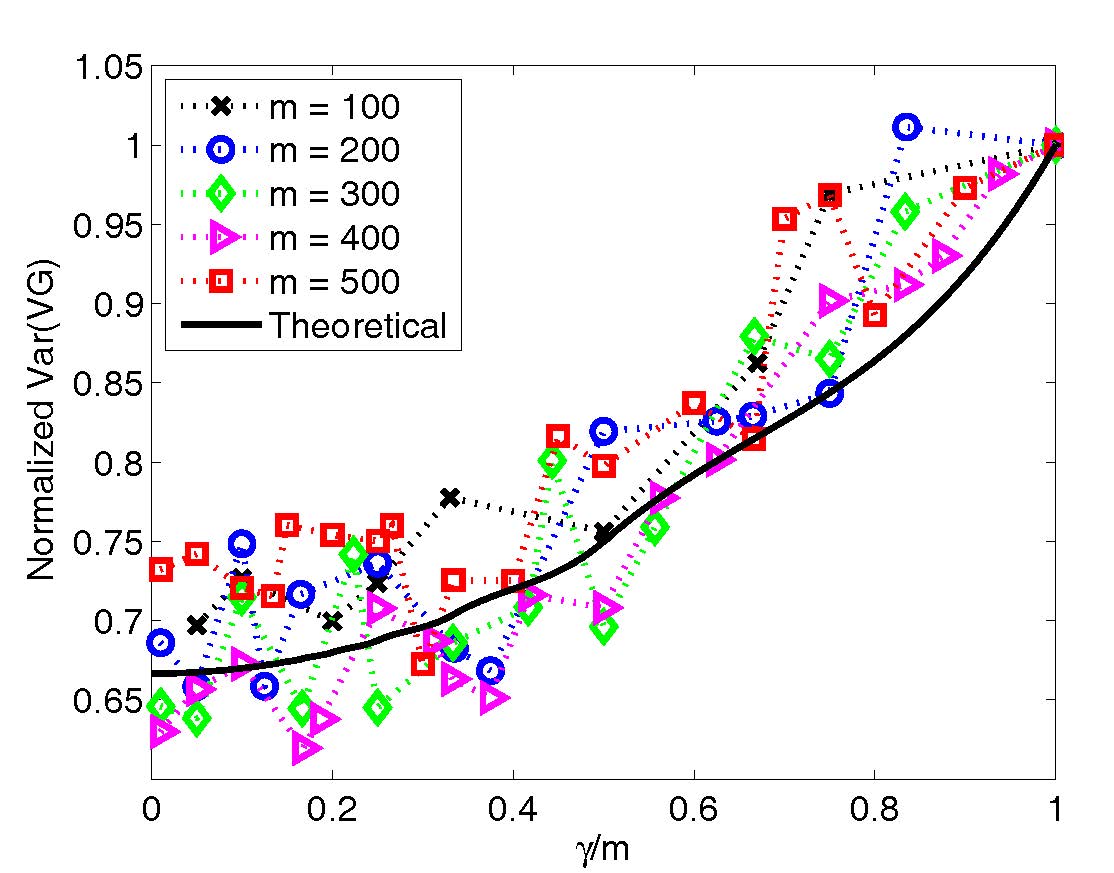 1.05
1
0.95
0.9
0.85
0.8
0.75
0.7
0.65
Normalized Var(VG)
m = 100
m = 200
m = 300
m = 400
m = 500
Theoretical
0 0.2 0.4 0.6 0.8 1
γ/m